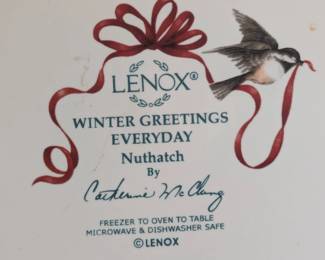 LENOX®
WINTER GREETINGS
EVERYDAY
Nuthatch
By
Catherine McClung
FREEZER TO OVEN TO TABLE
MICROWAVE & DISHWASHER SAFE
©LENOX